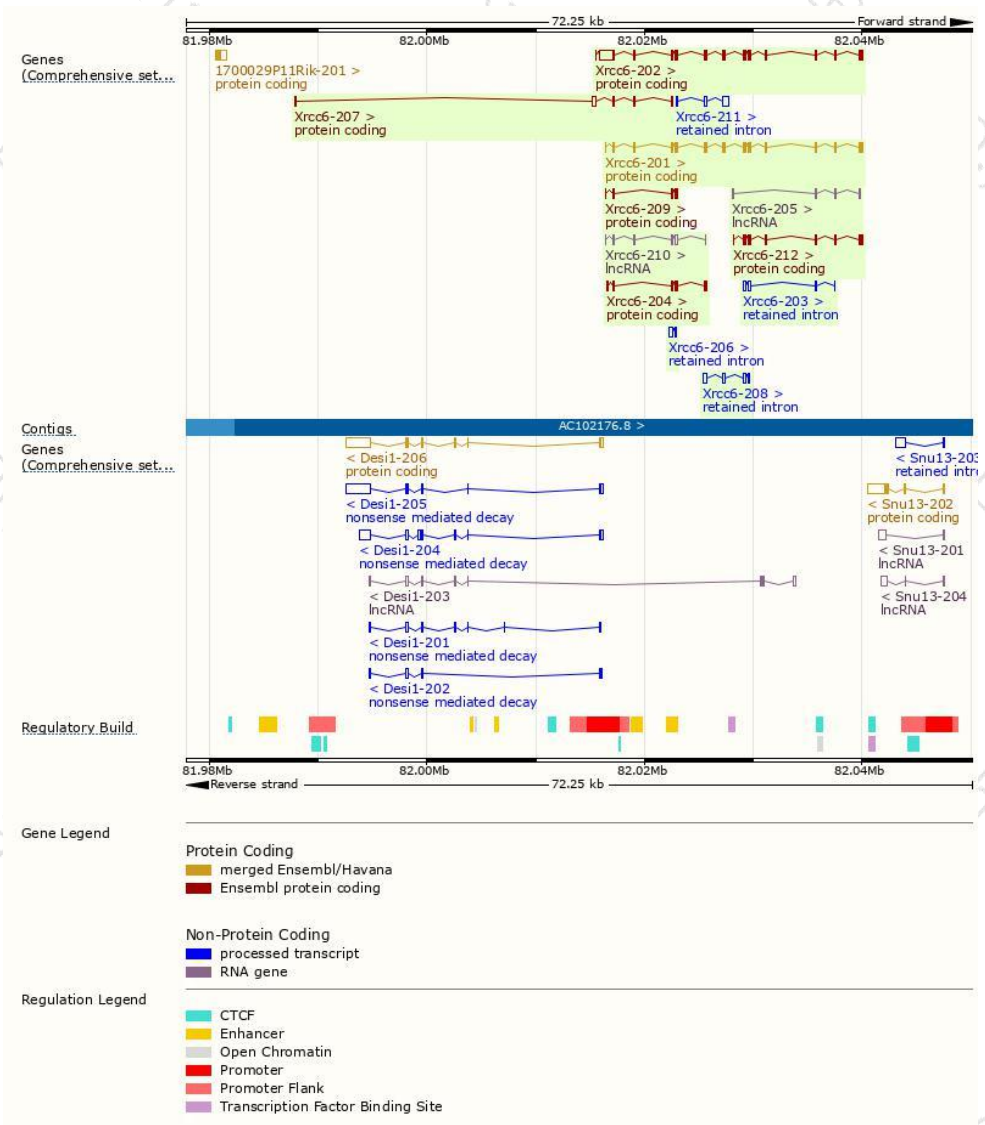 72.25 kb Forward strand
81.98Mb 82.00Mb 82.02Mb 82.04Mb
Genes
(Comprehensive set...
1700029P11Rik-201 >
protein coding
Xrcc6-202 >
protein coding
Xrcc6-207 >
protein coding
Xrcc6-211 >
retained intron
Xrcc6-201 >
protein coding
Xrcc6-209 >
protein coding
Xrcc6-205 >
lncRNA
Xrcc6-210 >
lncRNA
Xrcc6-212 >
protein coding
Xrcc6-204 >
protein coding
Xrcc6-203 >
retained intron
Xrcc6-206 >
retained intron
Xrcc6-208 >
retained intron
Contigs
AC102176.8 >
Genes
(Comprehensive set...
< Desi1-206
protein coding
< Snu13-203
retained intr
< Desi1-205
nonsense mediated decay
< Snu13-202
protein coding
< Desi1-204
nonsense mediated decay
< Snu13-201
lncRNA
< Desi1-203
lncRNA
< Snu13-204
lncRNA
< Desi1-201
nonsense mediated decay
< Desi1-202
nonsense mediated decay
Regulatory Build
81.98Mb 82.00Mb 82.02Mb 82.04Mb
Reverse strand 72.25 kb
Gene Legend
Protein Coding
merged Ensembl/Havana
Ensembl protein coding
Non-Protein Coding
processed transcript
RNA gene
Regulation Legend
CTCF
Enhancer
Open Chromatin
Promoter
Promoter Flank
Transcription Factor Binding Site